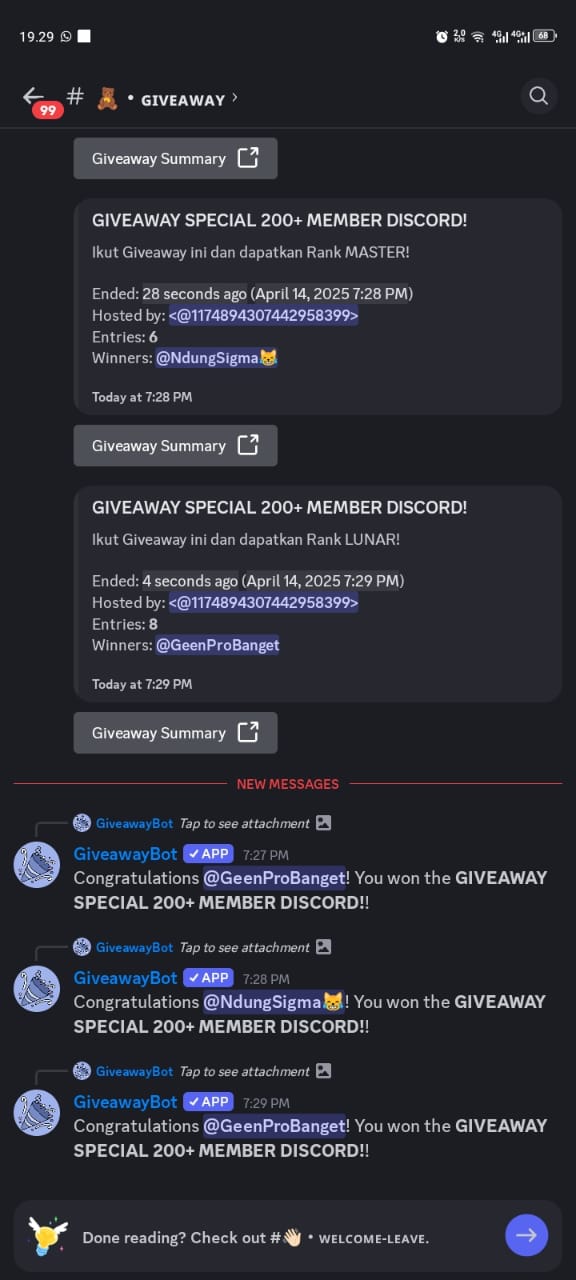 19.29 2,0 K/s 4G 4G+ 68
99 # • GIVEAWAY
Giveaway Summary
GIVEAWAY SPECIAL 200+ MEMBER DISCORD!
Ikut Giveaway ini dan dapatkan Rank MASTER!
Ended: 28 seconds ago (April 14, 2025 7:28 PM)
Hosted by: <@1174894307442958399>
Entries: 6
Winners: @NdungSigma😹
Today at 7:28 PM
Giveaway Summary
GIVEAWAY SPECIAL 200+ MEMBER DISCORD!
Ikut Giveaway ini dan dapatkan Rank LUNAR!
Ended: 4 seconds ago (April 14, 2025 7:29 PM)
Hosted by: <@1174894307442958399>
Entries: 8
Winners: @GeenProBanget
Today at 7:29 PM
Giveaway Summary
NEW MESSAGES
GiveawayBot Tap to see attachment
GiveawayBot ✓ APP 7:27 PM
Congratulations @GeenProBanget! You won the GIVEAWAY
SPECIAL 200+ MEMBER DISCORD!!
GiveawayBot Tap to see attachment
GiveawayBot ✓ APP 7:28 PM
Congratulations @NdungSigma😹! You won the GIVEAWAY
SPECIAL 200+ MEMBER DISCORD!!
GiveawayBot Tap to see attachment
GiveawayBot ✓ APP 7:29 PM
Congratulations @GeenProBanget! You won the GIVEAWAY
SPECIAL 200+ MEMBER DISCORD!!
Done reading? Check out #👋🏻 • WELCOME-LEAVE.